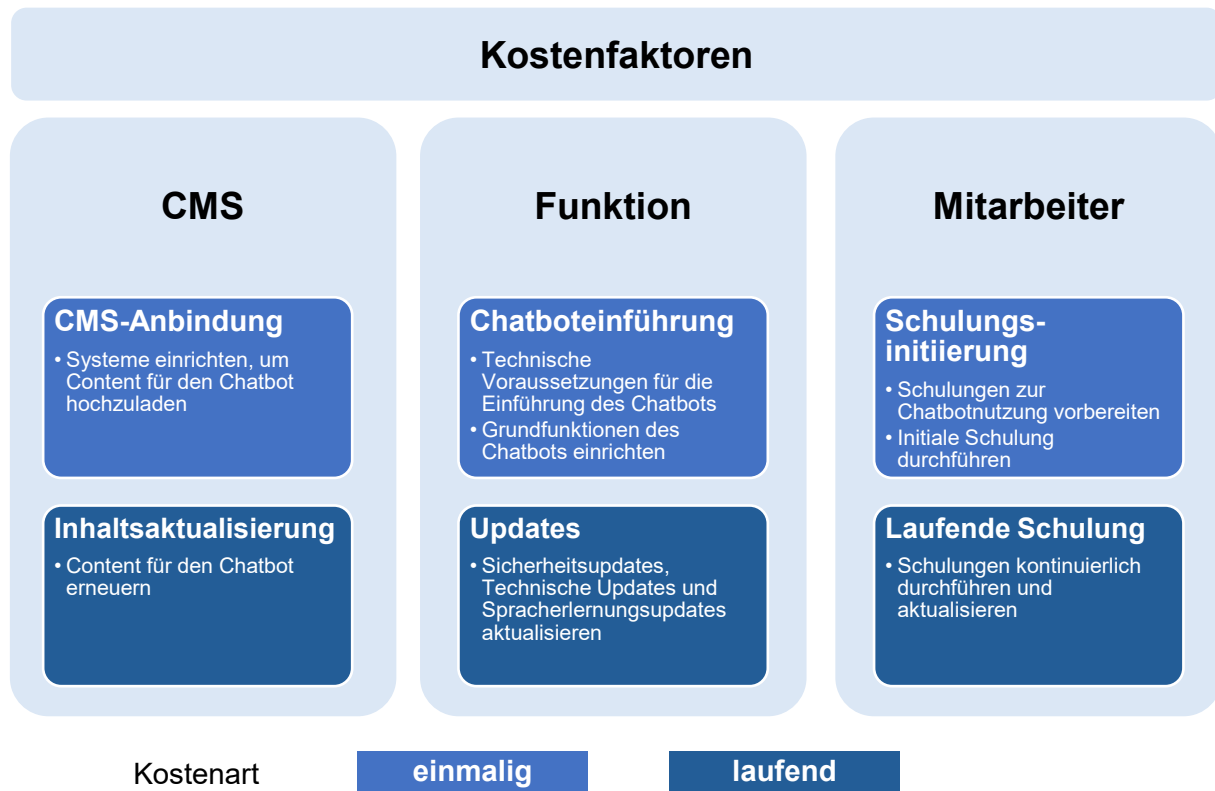 Kostenfaktoren
CMS
CMS-Anbindung
• Systeme einrichten, um
Content für den Chatbot
hochzuladen
Inhaltsaktualisierung
• Content für den Chatbot
erneuern
Funktion
Chatboteinführung
• Technische
Voraussetzungen für die
Einführung des Chatbots
• Grundfunktionen des
Chatbots einrichten
Updates
• Sicherheitsupdates,
Technische Updates und
Spracherlernungsupdates
aktualisieren
Mitarbeiter
Schulungs-
initiierung
• Schulungen zur
Chatbotnutzung vorbereiten
• Initiale Schulung
durchführen
Laufende Schulung
• Schulungen kontinuierlich
durchführen und
aktualisieren
Kostenart
einmalig
laufend